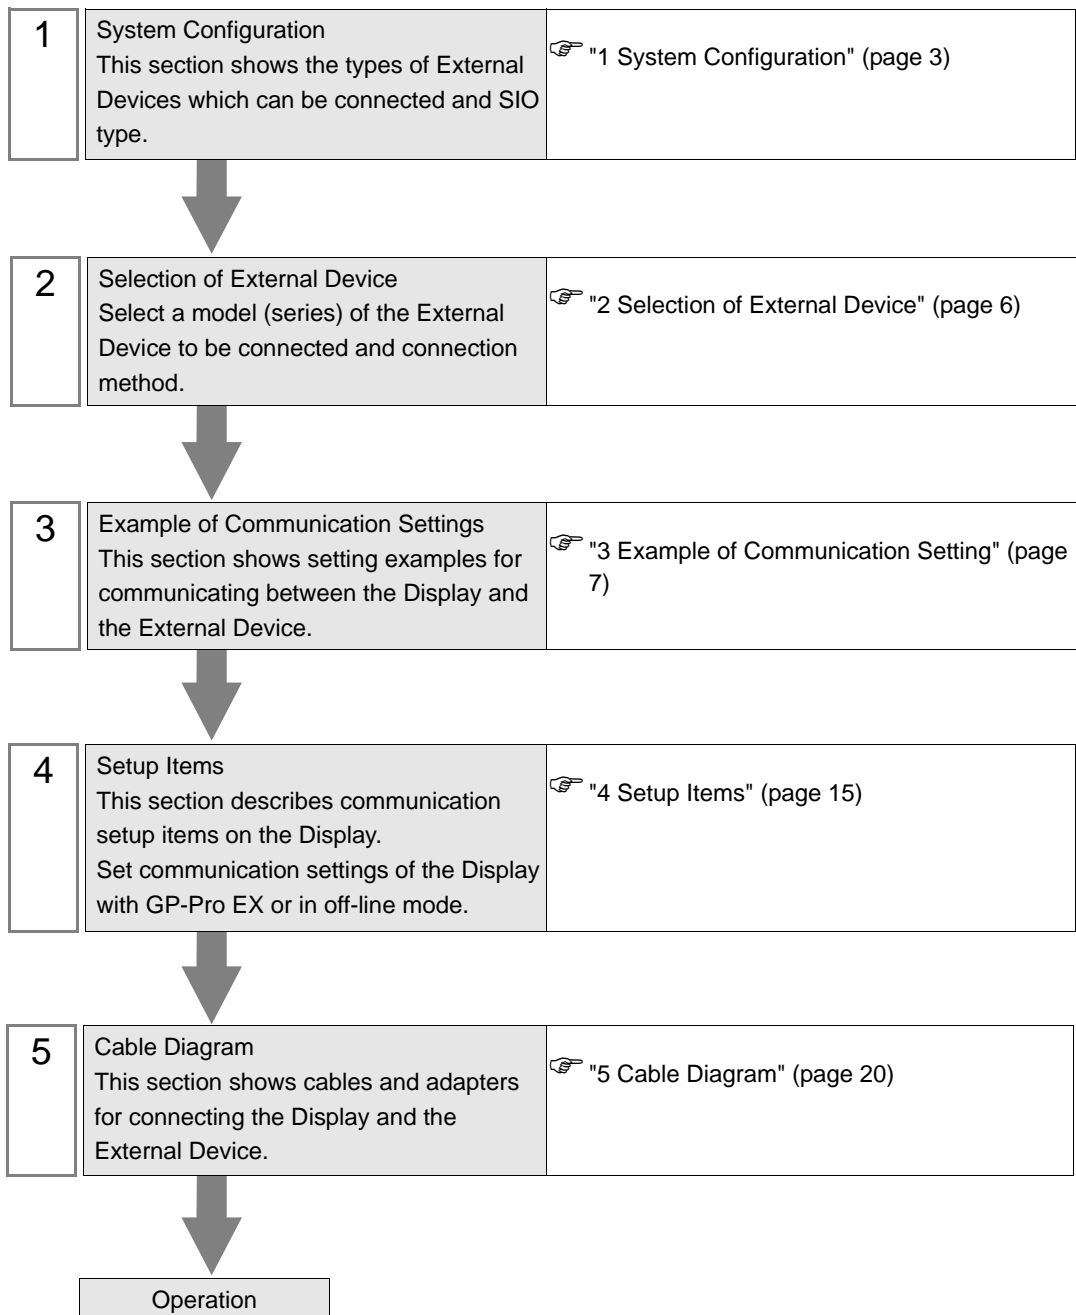 1
System Configuration
This section shows the types of External
Devices which can be connected and SIO
type.
"1 System Configuration" (page 3)
2
Selection of External Device
Select a model (series) of the External
Device to be connected and connection
method.
"2 Selection of External Device" (page 6)
3
Example of Communication Settings
This section shows setting examples for
communicating between the Display and
the External Device.
"3 Example of Communication Setting" (page
7)
4
Setup Items
This section describes communication
setup items on the Display.
Set communication settings of the Display
with GP-Pro EX or in off-line mode.
"4 Setup Items" (page 15)
5
Cable Diagram
This section shows cables and adapters
for connecting the Display and the
External Device.
"5 Cable Diagram" (page 20)
Operation